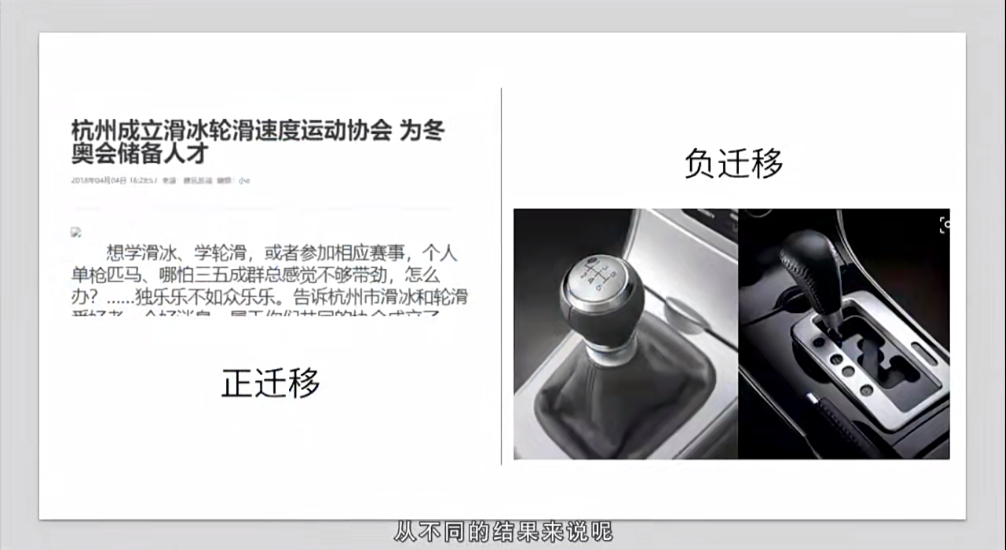 杭州成立滑冰轮滑速度运动协会 为冬
奥会储备人才
2018年04月04日 16:28:57
想学滑冰、学轮滑，或者参加相应赛事，个人
单枪匹马、哪怕三五成群总感觉不够带劲，怎么
办？……独乐乐不如众乐乐。告诉杭州市滑冰和轮滑
正迁移
负迁移
从不同的结果来说呢